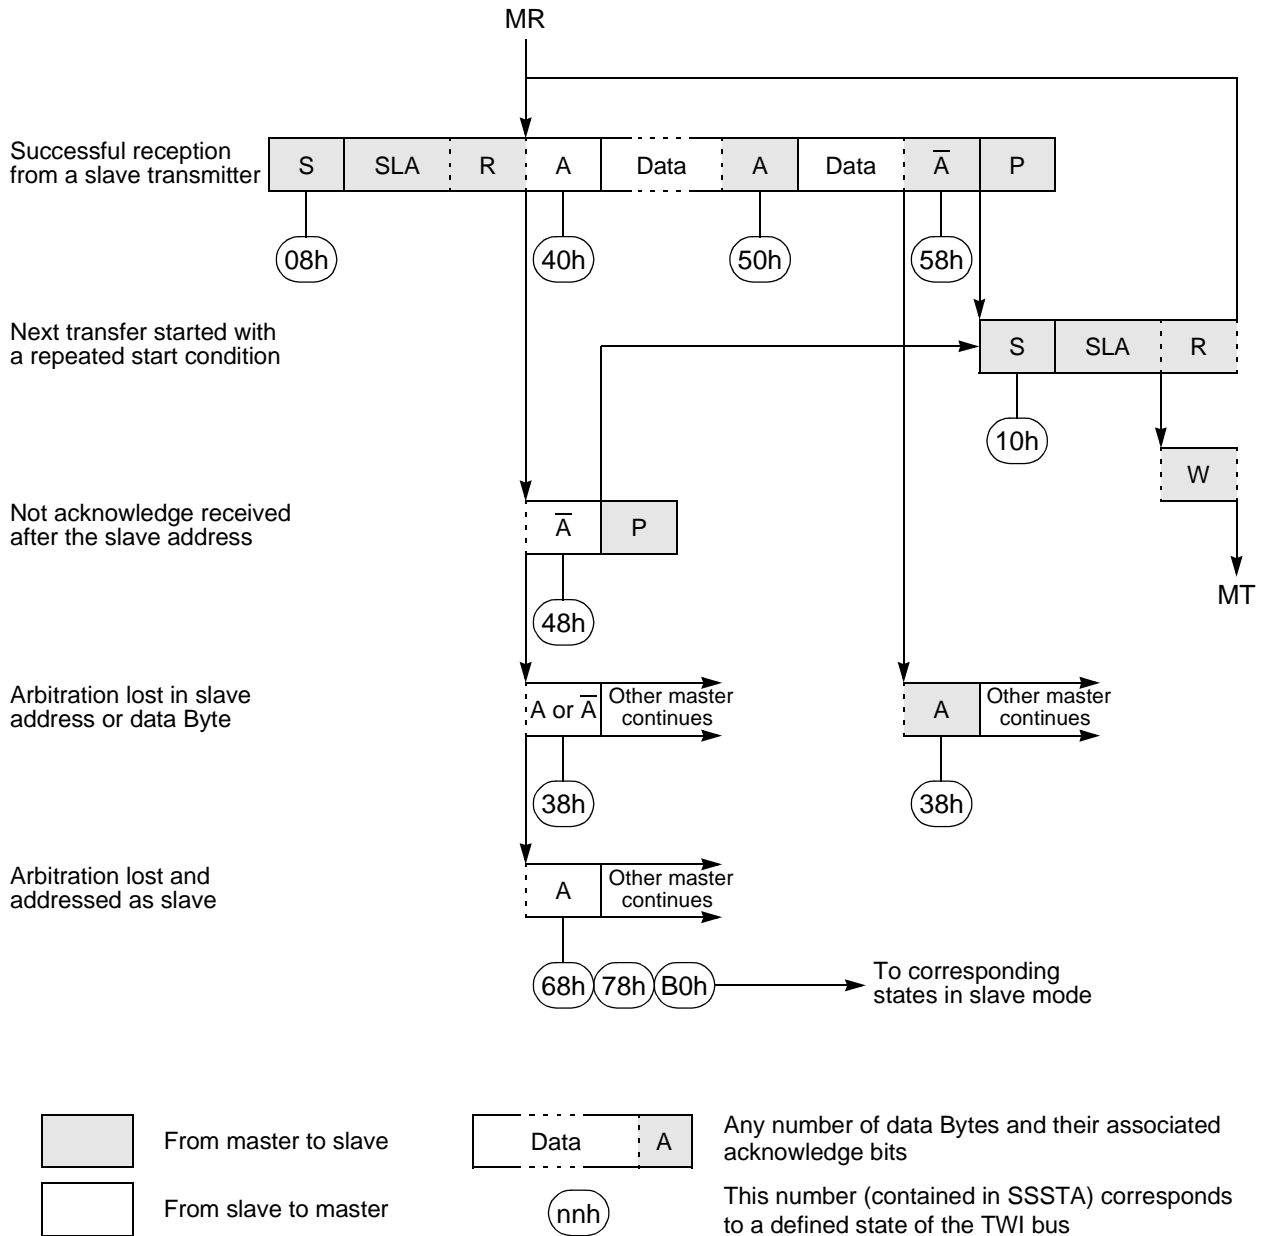 MR
Successful reception
from a slave transmitter
S SLA R A Data A Data A̅ P
08h 40h 50h 58h
Next transfer started with
a repeated start condition
S SLA R
10h
W
MT
Not acknowledge received
after the slave address
A̅ P
48h
Arbitration lost in slave
address or data Byte
A or A̅
Other master
continues
A
Other master
continues
38h 38h
Arbitration lost and
addressed as slave
A
Other master
continues
68h 78h B0h
To corresponding
states in slave mode
From master to slave
Data A
Any number of data Bytes and their associated
acknowledge bits
From slave to master
nnh
This number (contained in SSSTA) corresponds
to a defined state of the TWI bus